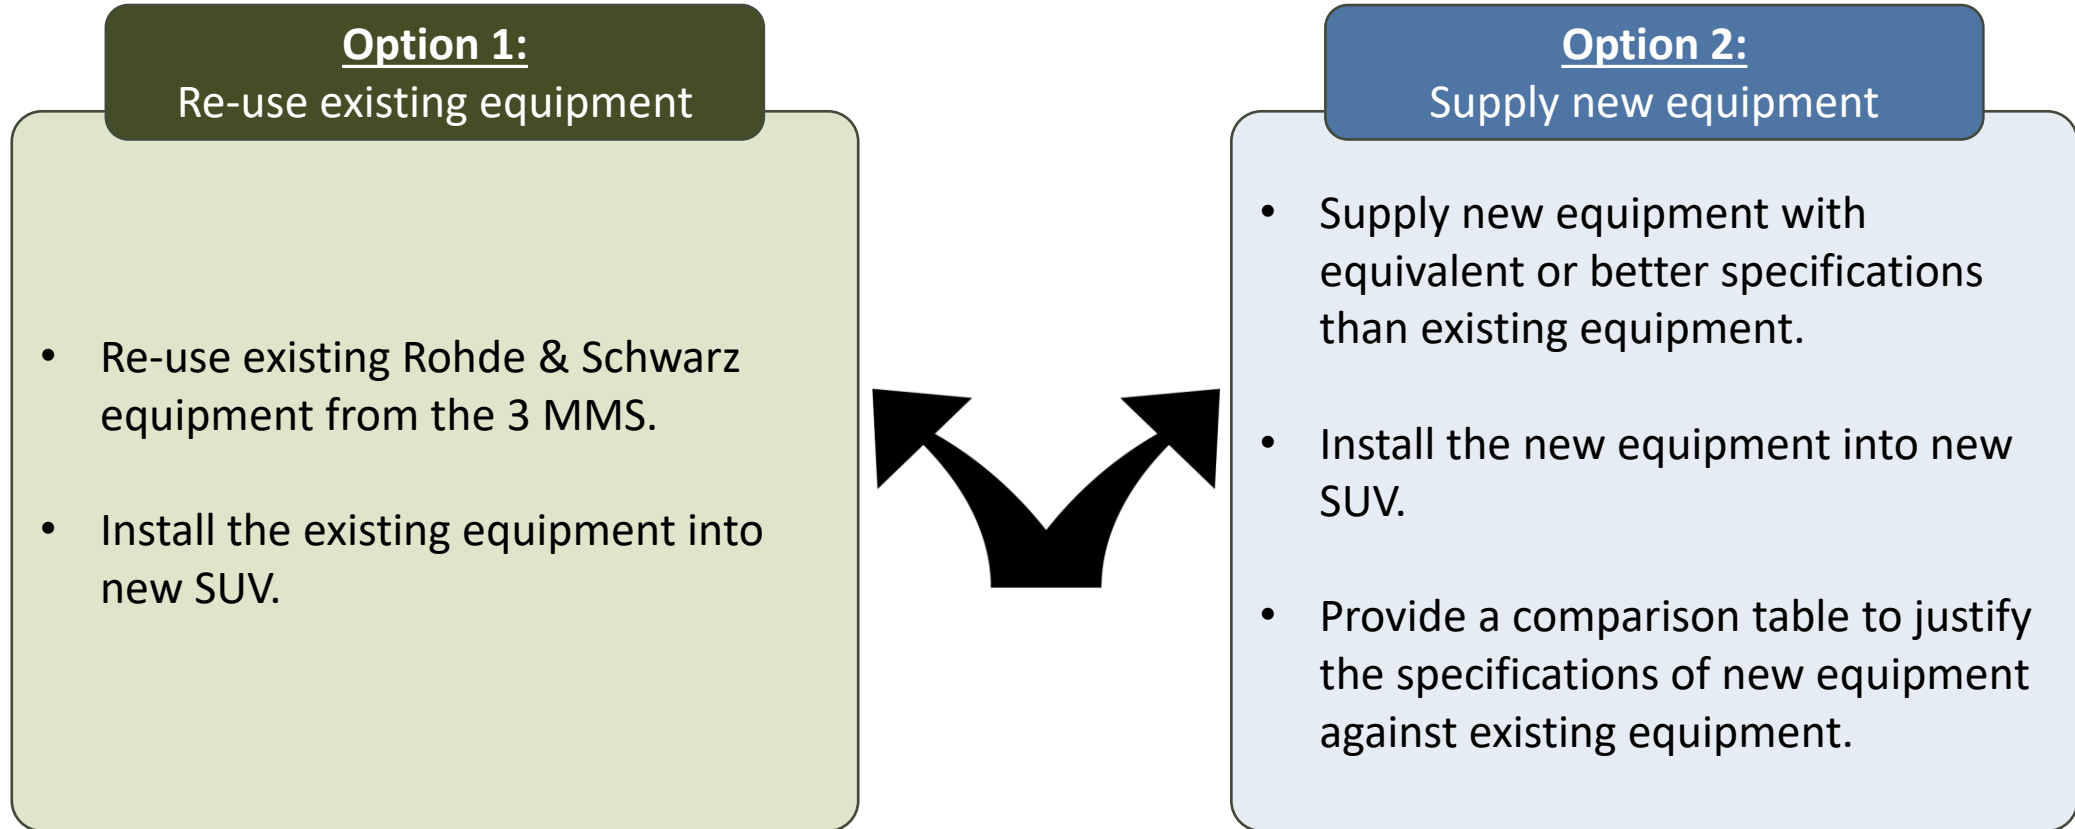 Option 1:
Re-use existing equipment
• Re-use existing Rohde & Schwarz
equipment from the 3 MMS.
• Install the existing equipment into
new SUV.
Option 2:
Supply new equipment
• Supply new equipment with
equivalent or better specifications
than existing equipment.
• Install the new equipment into new
SUV.
• Provide a comparison table to justify
the specifications of new equipment
against existing equipment.